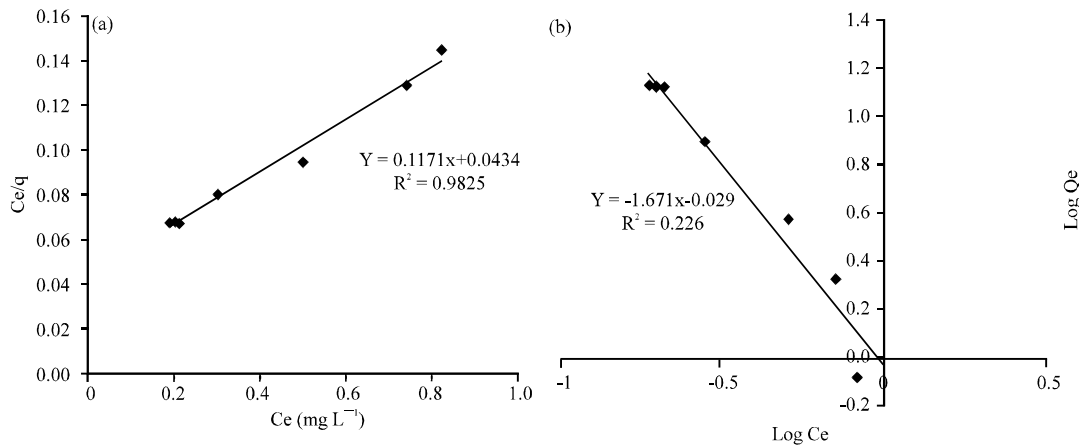 (a)
0.16
0.14
0.12
0.10
0.08
0.06
0.04
0.02
0.00
Ce/q
Y = 0.1171x+0.0434
R² = 0.9825
0
0.2
0.4
0.6
0.8
1.0
Ce (mg L⁻¹)
(b)
1.4
1.2
1.0
0.8
0.6
0.4
0.2
0.0
-0.2
Log Qe
Y = -1.671x-0.029
R² = 0.226
-1
-0.5
0
0.5
Log Ce